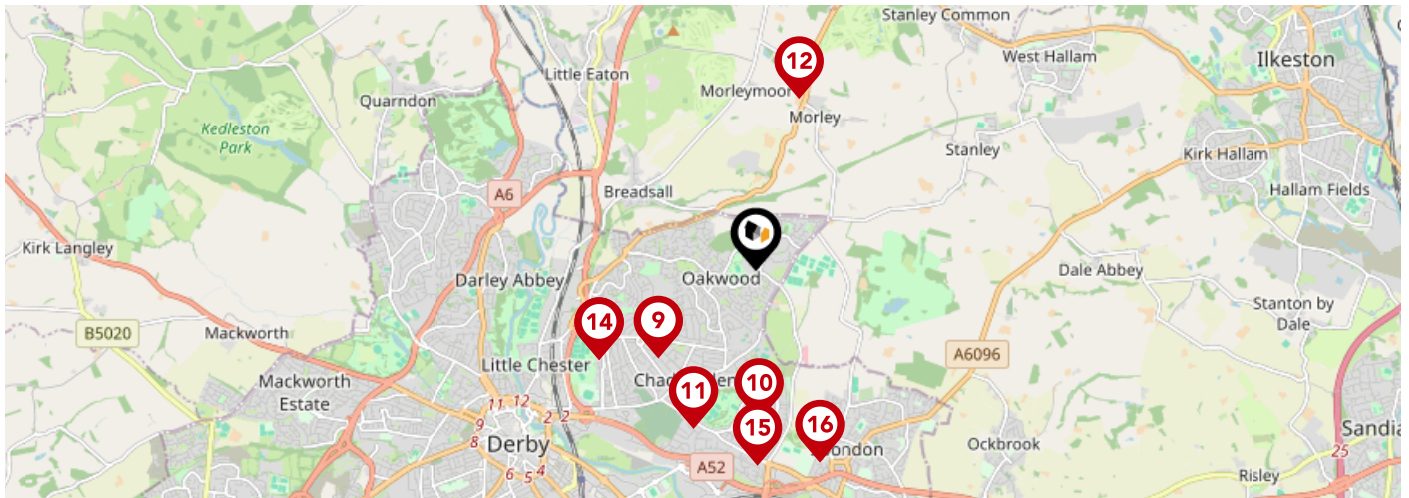 Stanley Common
12
West Hallam
Ilkeston
Little Eaton
Morleymoor
Quarndon
Morley
Kedleston
Park
Stanley
Kirk Hallam
A6
Breadsall
Hallam Fields
Kirk Langley
Oakwood
Darley Abbey
Dale Abbey
Stanton by
Dale
14
9
B5020
Mackworth
A6096
Little Chester
Mackworth
Estate
10
11
11
12
2
2
15
16
9
8
Derby
Ockbrook
25
A52
6
5
4
Risley